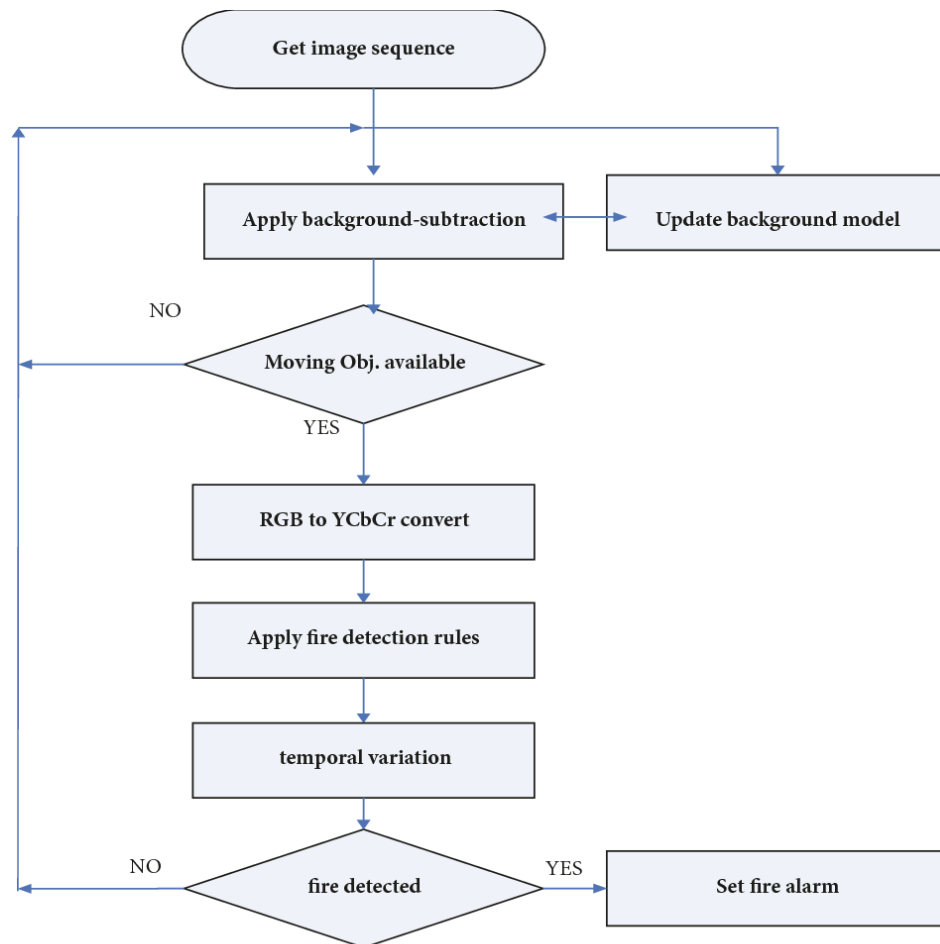 Get image sequence
Apply background-subtraction
Update background model
NO
Moving Obj. available
YES
RGB to YCbCr convert
Apply fire detection rules
temporal variation
NO
fire detected
YES
Set fire alarm